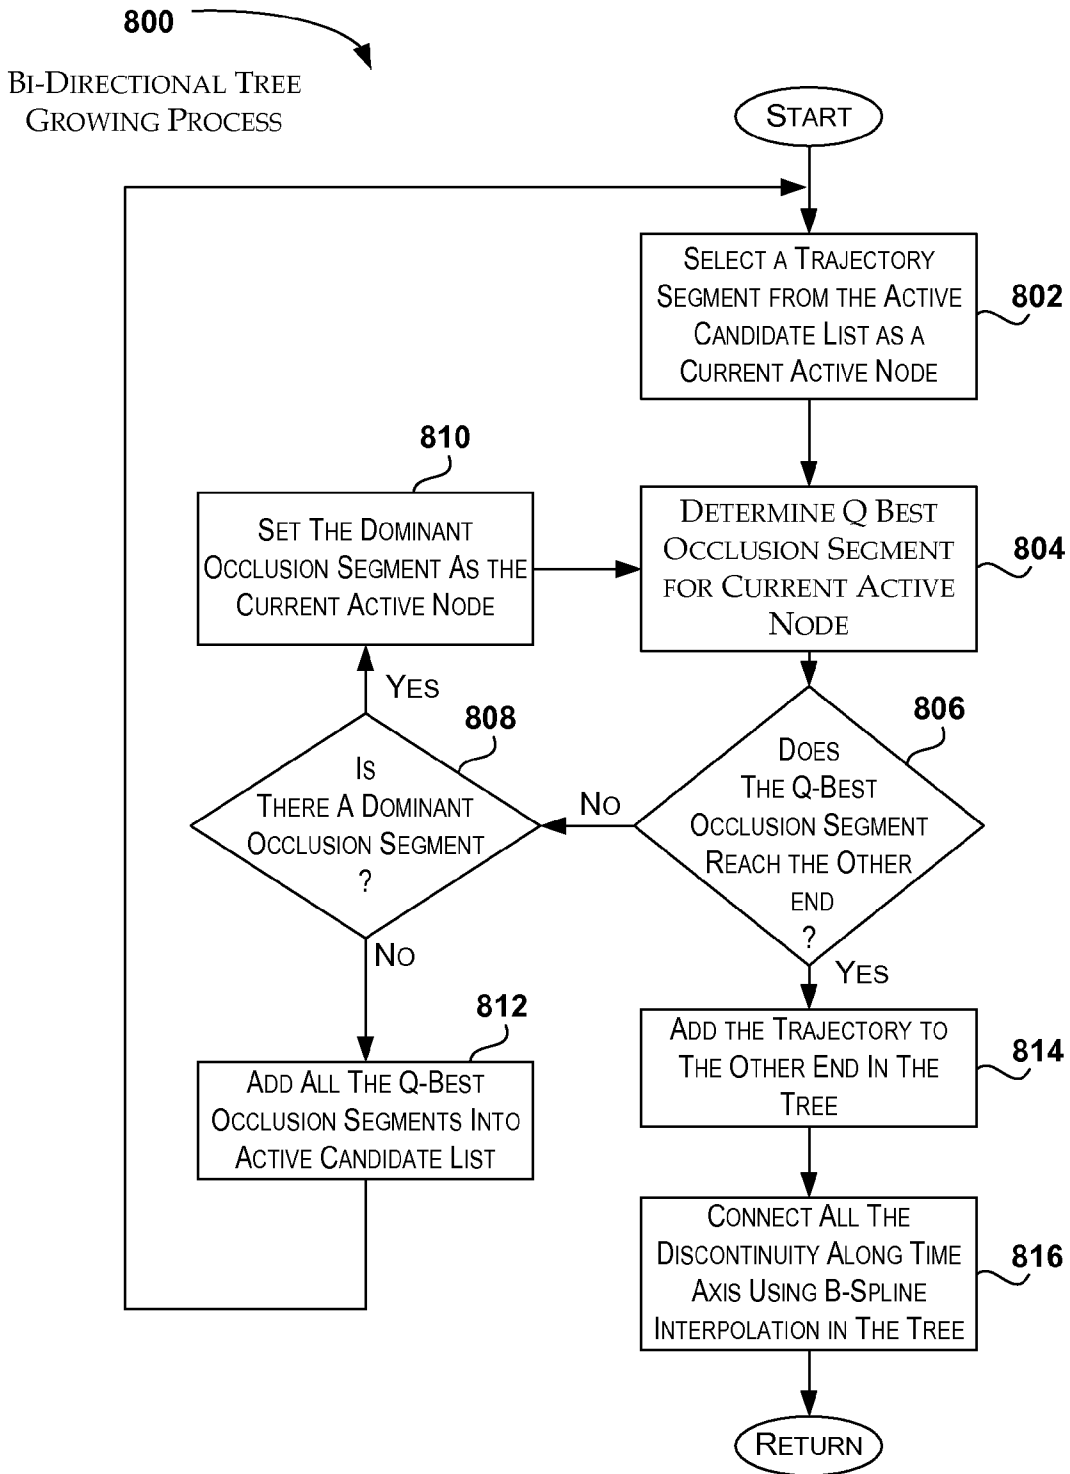 800
BI-DIRECTIONAL TREE
GROWING PROCESS
START
SELECT A TRAJECTORY
SEGMENT FROM THE ACTIVE
CANDIDATE LIST AS A
CURRENT ACTIVE NODE
802
810
SET THE DOMINANT
OCCLUSION SEGMENT AS THE
CURRENT ACTIVE NODE
DETERMINE Q BEST
OCCLUSION SEGMENT
FOR CURRENT ACTIVE
NODE
804
YES
808
IS
THERE A DOMINANT
OCCLUSION SEGMENT
?
NO
806
DOES
THE Q-BEST
OCCLUSION SEGMENT
REACH THE OTHER
END
?
NO
YES
812
ADD ALL THE Q-BEST
OCCLUSION SEGMENTS INTO
ACTIVE CANDIDATE LIST
ADD THE TRAJECTORY TO
THE OTHER END IN THE
TREE
814
CONNECT ALL THE
DISCONTINUITY ALONG TIME
AXIS USING B-SPLINE
INTERPOLATION IN THE TREE
816
RETURN